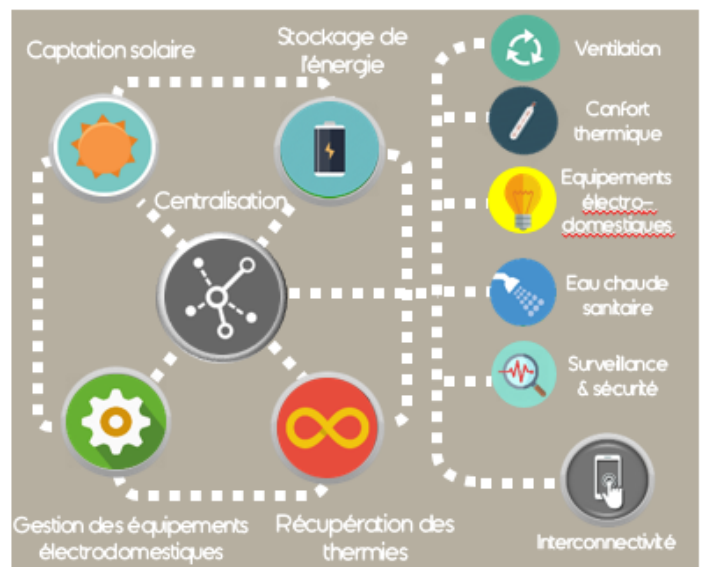 Captation solaire
Stockage de
l'énergie
Centralisation
Gestion des équipements
électrodomestiques
Récupération des
thermies
Ventilation
Confort
thermique
Equipements
électro-
domestiques
Eau chaude
sanitaire
Surveillance
& sécurité
Interconnectivité